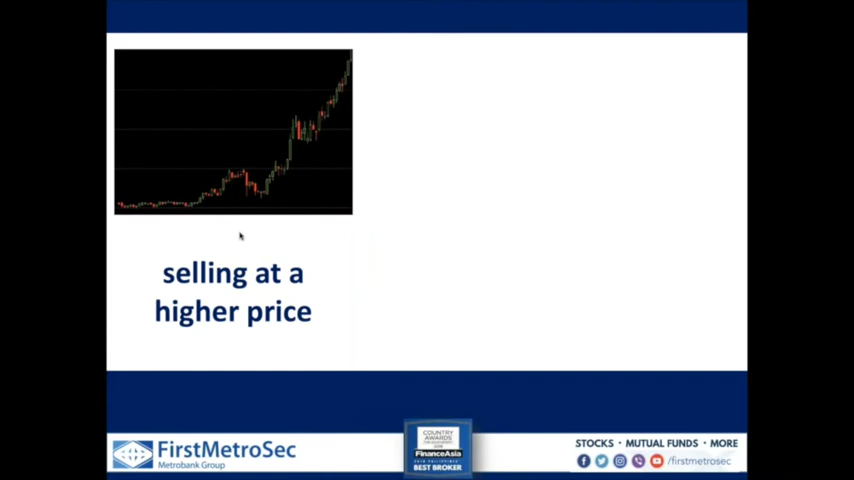 selling at a
higher price
FirstMetroSec
Metrobank Group
COUNTRY
AWARDS
FinanceAsia
BEST BROKER
STOCKS · MUTUAL FUNDS · MORE
/firstmetrosec